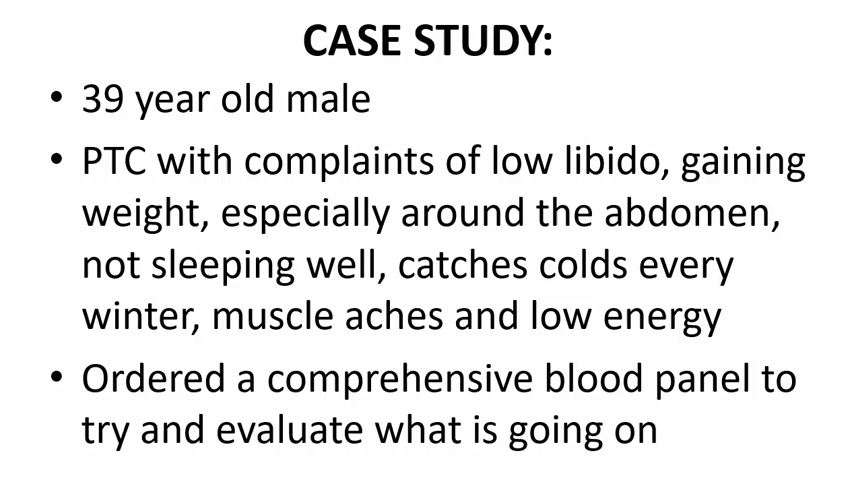 CASE STUDY:
• 39 year old male
• PTC with complaints of low libido, gaining
weight, especially around the abdomen,
not sleeping well, catches colds every
winter, muscle aches and low energy
• Ordered a comprehensive blood panel to
try and evaluate what is going on